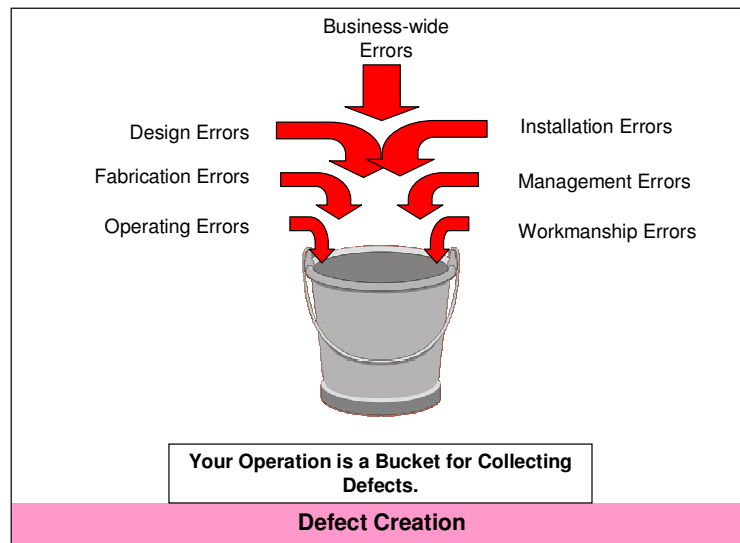 Business-wide
Errors
Design Errors
Installation Errors
Fabrication Errors
Management Errors
Operating Errors
Workmanship Errors
Your Operation is a Bucket for Collecting
Defects.
Defect Creation